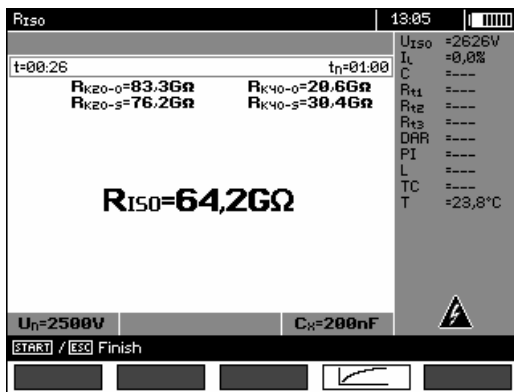 RISO 13:05
t=00:26 tn=01:00
RK20-0=83,3GΩ RK40-0=20,6GΩ
RK20-S=76,2GΩ RK40-S=30,4GΩ
RISO=64,2GΩ
Un=2500V Cx=200nF
START / ESC Finish
UISO =2626V
IL =0,0%
C =---
Rt1 =---
Rt2 =---
Rt3 =---
DAR =---
PI =---
L =---
TC =---
T =23,8°C